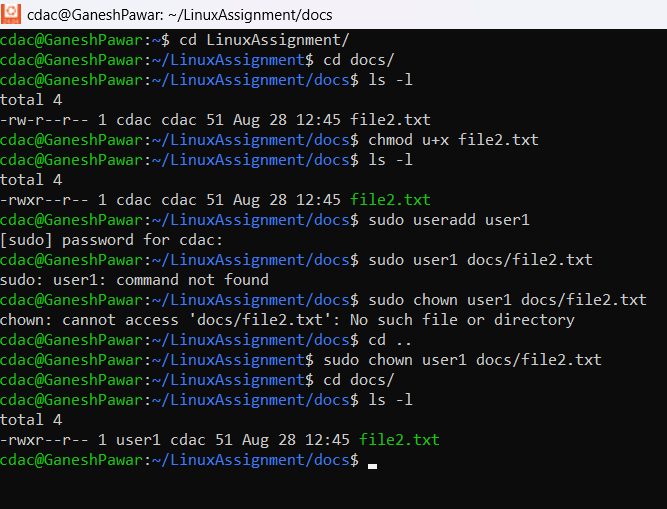 cdac@GaneshPawar: ~/LinuxAssignment/docs
cdac@GaneshPawar:~$ cd LinuxAssignment/
cdac@GaneshPawar:~/LinuxAssignment$ cd docs/
cdac@GaneshPawar:~/LinuxAssignment/docs$ ls -l
total 4
-rw-r--r-- 1 cdac cdac 51 Aug 28 12:45 file2.txt
cdac@GaneshPawar:~/LinuxAssignment/docs$ chmod u+x file2.txt
cdac@GaneshPawar:~/LinuxAssignment/docs$ ls -l
total 4
-rwxr--r-- 1 cdac cdac 51 Aug 28 12:45 file2.txt
cdac@GaneshPawar:~/LinuxAssignment/docs$ sudo useradd user1
[sudo] password for cdac:
cdac@GaneshPawar:~/LinuxAssignment/docs$ sudo user1 docs/file2.txt
sudo: user1: command not found
cdac@GaneshPawar:~/LinuxAssignment/docs$ sudo chown user1 docs/file2.txt
chown: cannot access 'docs/file2.txt': No such file or directory
cdac@GaneshPawar:~/LinuxAssignment/docs$ cd ..
cdac@GaneshPawar:~/LinuxAssignment$ sudo chown user1 docs/file2.txt
cdac@GaneshPawar:~/LinuxAssignment$ cd docs/
cdac@GaneshPawar:~/LinuxAssignment/docs$ ls -l
total 4
-rwxr--r-- 1 user1 cdac 51 Aug 28 12:45 file2.txt
cdac@GaneshPawar:~/LinuxAssignment/docs$